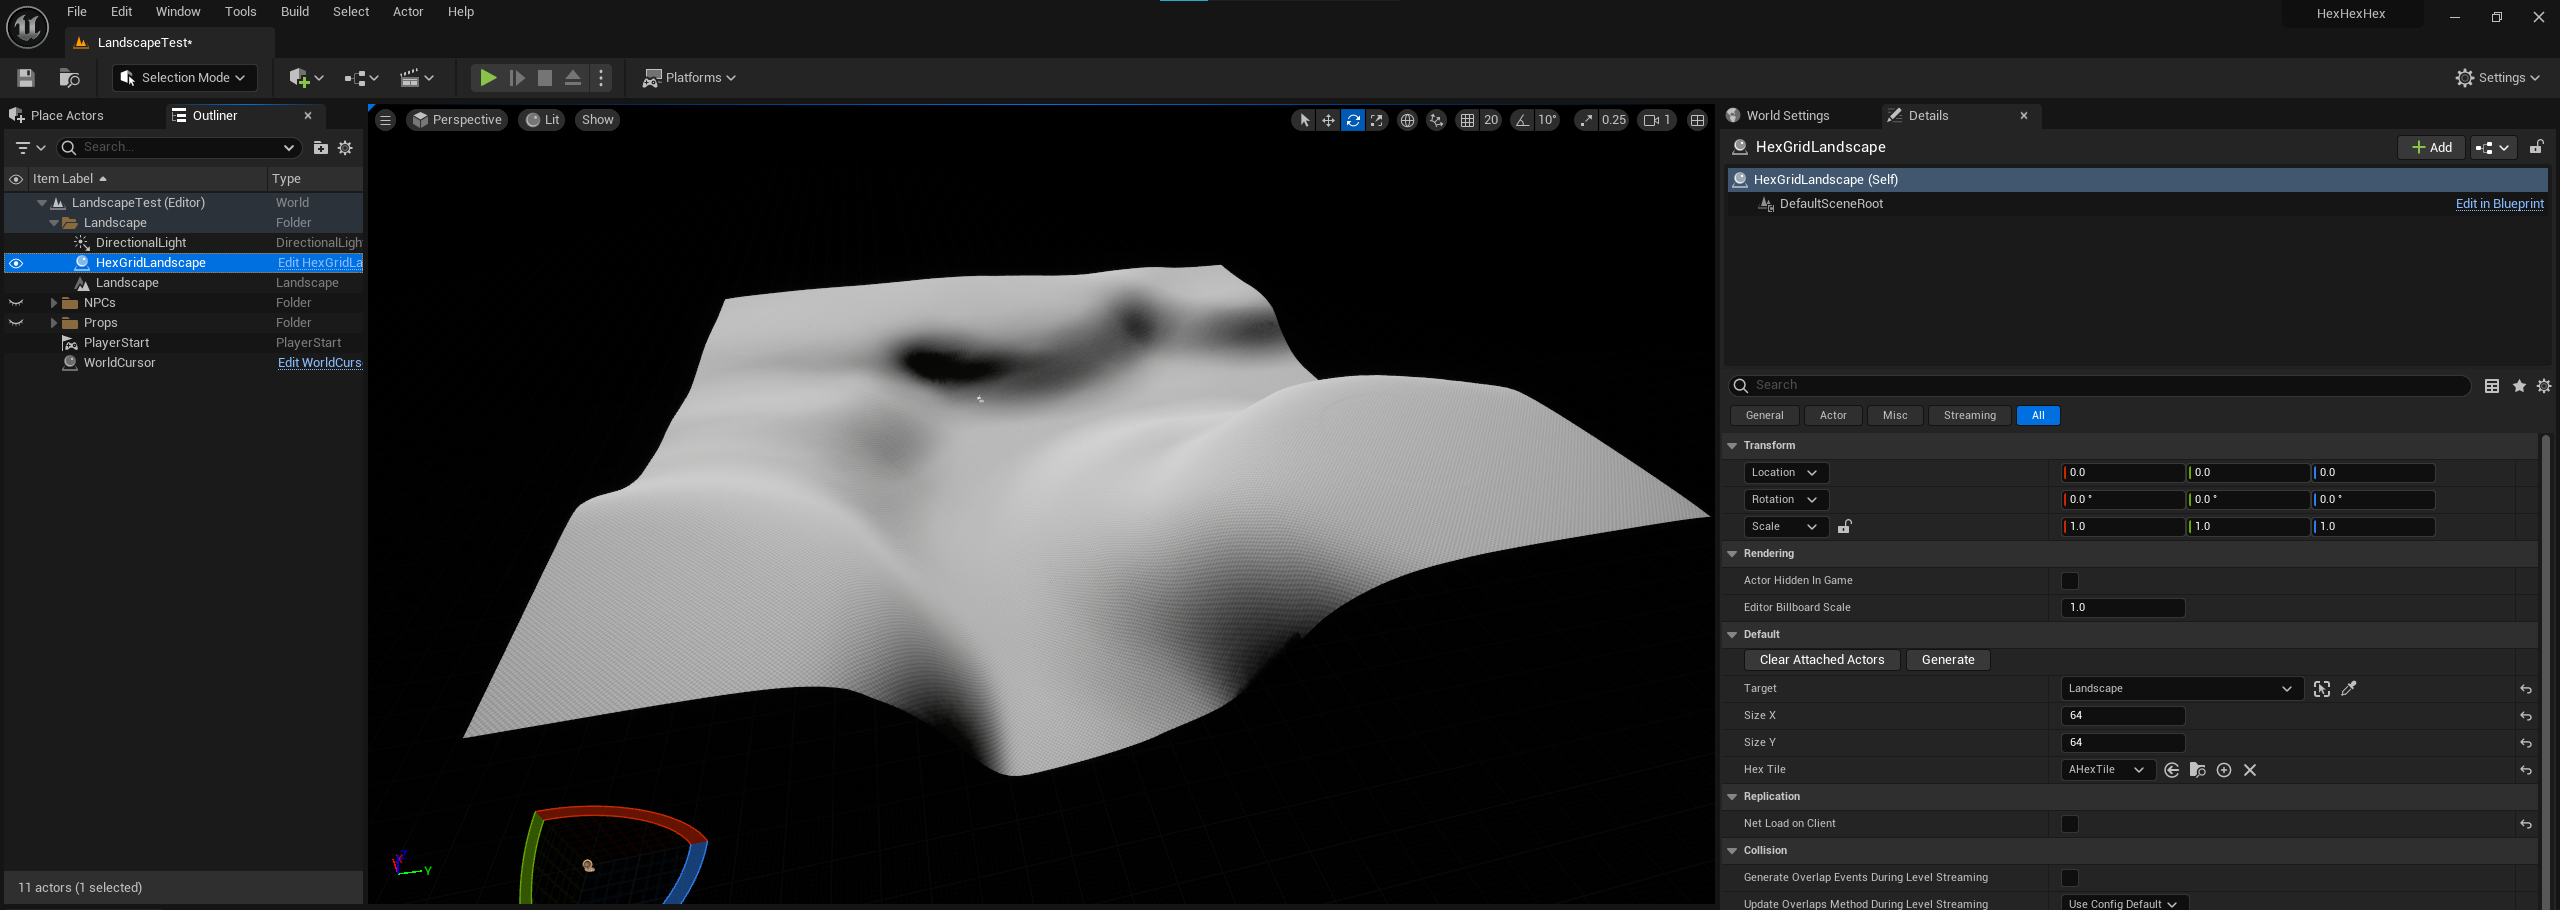 File Edit Window Tools Build Select Actor Help
HexHexHex
LandscapeTest*
Selection Mode
Platforms
Settings
Place Actors
Outliner
Search...
Item Label
Type
LandscapeTest (Editor)
World
Landscape
Folder
DirectionalLight
DirectionalLigh
HexGridLandscape
Edit HexGridLa
Landscape
Landscape
NPCs
Folder
Props
Folder
PlayerStart
PlayerStart
WorldCursor
Edit WorldCurs
11 actors (1 selected)
Perspective
Lit
Show
20
10°
0.25
1
Y
World Settings
Details
HexGridLandscape
Add
HexGridLandscape (Self)
DefaultSceneRoot
Edit in Blueprint
Search
General Actor Misc Streaming All
Transform
Location
0.0 0.0 0.0
Rotation
0.0 ° 0.0 ° 0.0 °
Scale
1.0 1.0 1.0
Rendering
Actor Hidden In Game
Editor Billboard Scale
1.0
Default
Clear Attached Actors Generate
Target
Landscape
Size X
64
Size Y
64
Hex Tile
AHexTile
Replication
Net Load on Client
Collision
Generate Overlap Events During Level Streaming
Update Overlaps Method During Level Streaming
Use Config Default